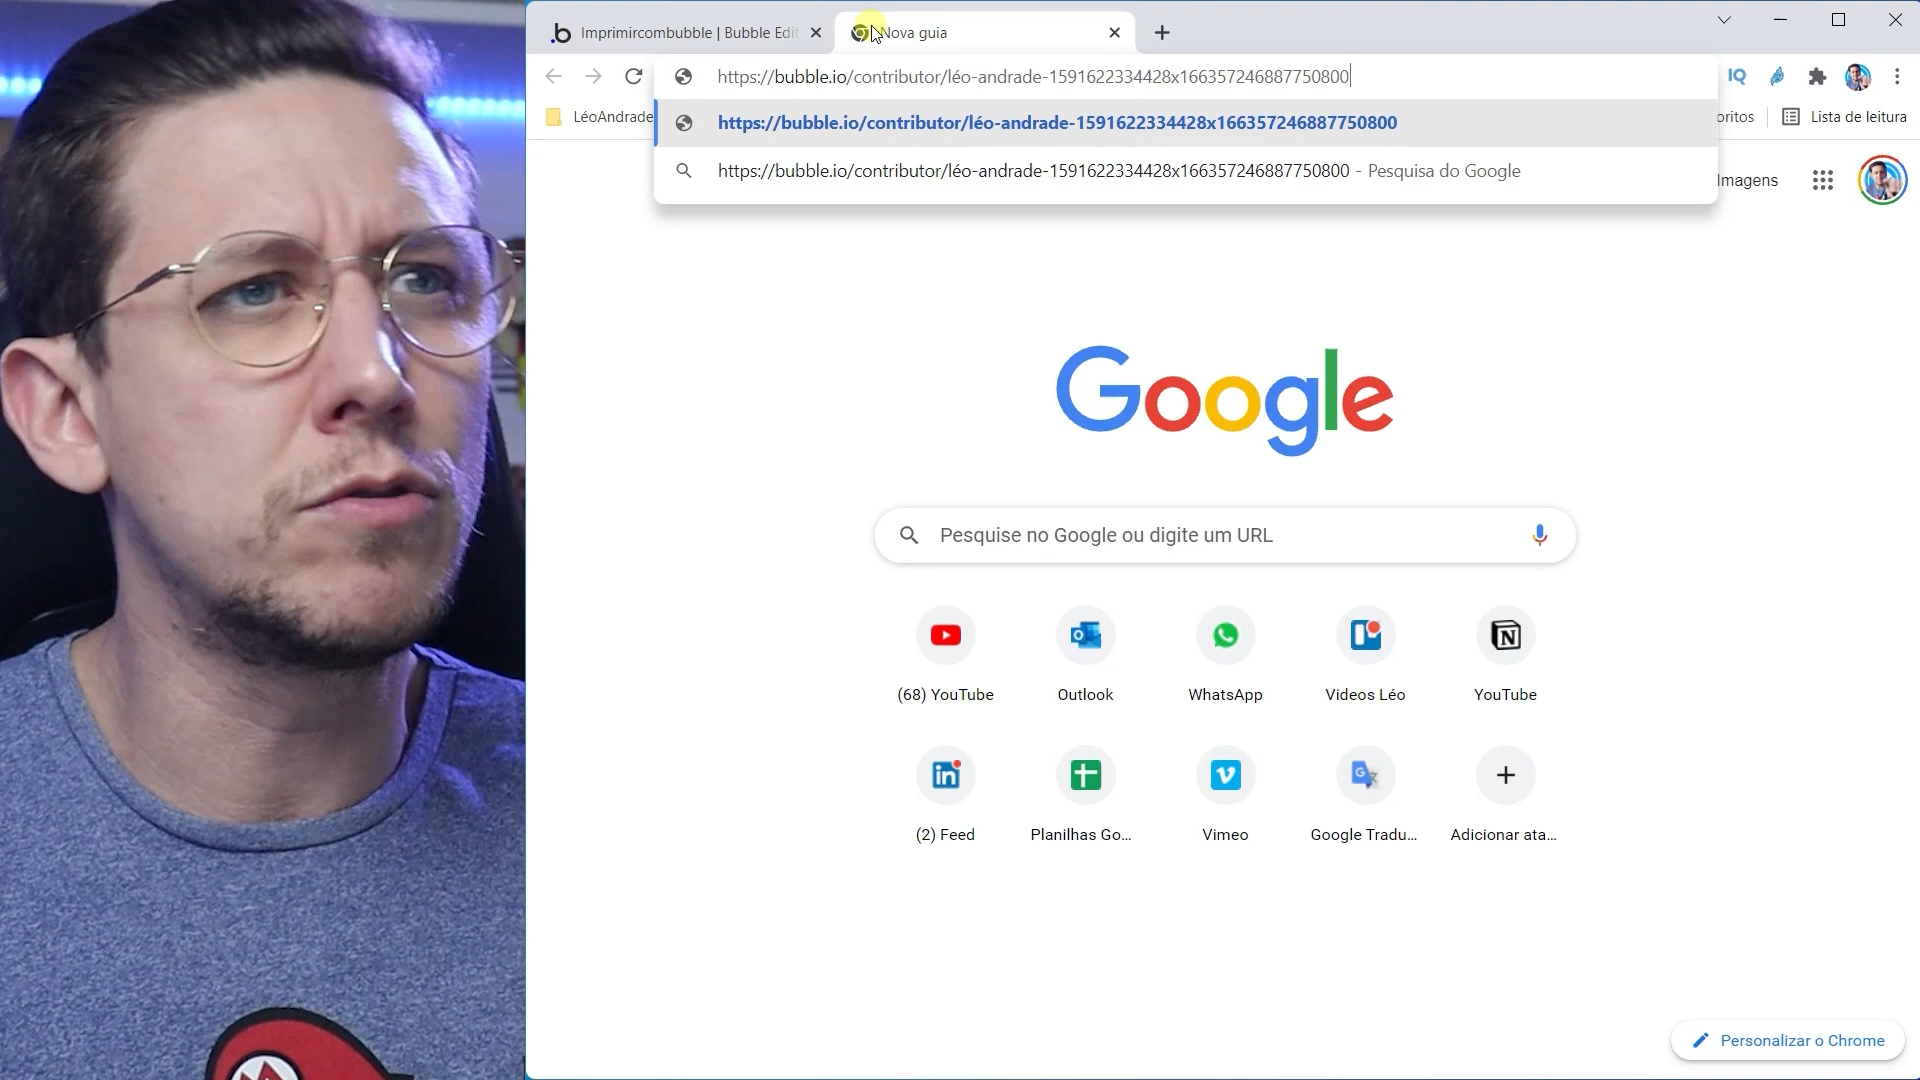 Imprimircombubble | Bubble Edit
Nova guia
https://bubble.io/contributor/léo-andrade-1591622334428x166357246887750800
IQ
LéoAndrade
https://bubble.io/contributor/léo-andrade-1591622334428x166357246887750800
oritos
Lista de leitura
https://bubble.io/contributor/léo-andrade-1591622334428x166357246887750800 - Pesquisa do Google
Imagens
Google
Pesquise no Google ou digite um URL
(68) YouTube
Outlook
WhatsApp
Videos Léo
YouTube
(2) Feed
Planilhas Go...
Vimeo
Google Tradu...
Adicionar ata...
Personalizar o Chrome